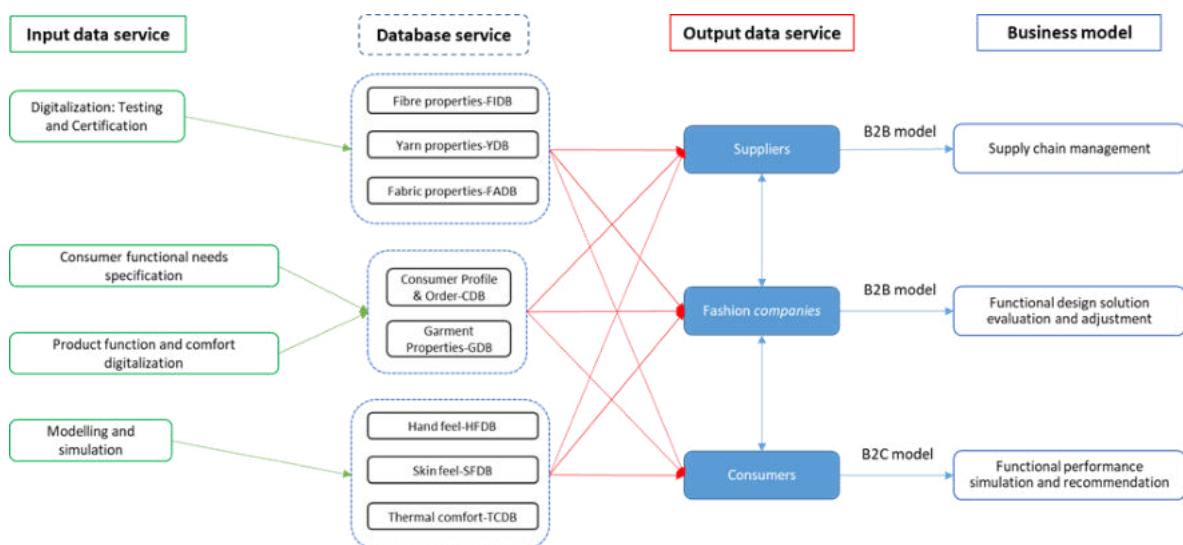 Input data service
Database service
Output data service
Business model
Digitalization: Testing
and Certification
Consumer functional needs
specification
Product function and comfort
digitalization
Modelling and
simulation
Fibre properties-FIDB
Yarn properties-YDB
Fabric properties-FADB
Consumer Profile
& Order-CDB
Garment
Properties-GDB
Hand feel-HFDB
Skin feel-SFDB
Thermal comfort-TCDB
Suppliers
Fashion companies
Consumers
B2B model
B2B model
B2C model
Supply chain management
Functional design solution
evaluation and adjustment
Functional performance
simulation and recommendation